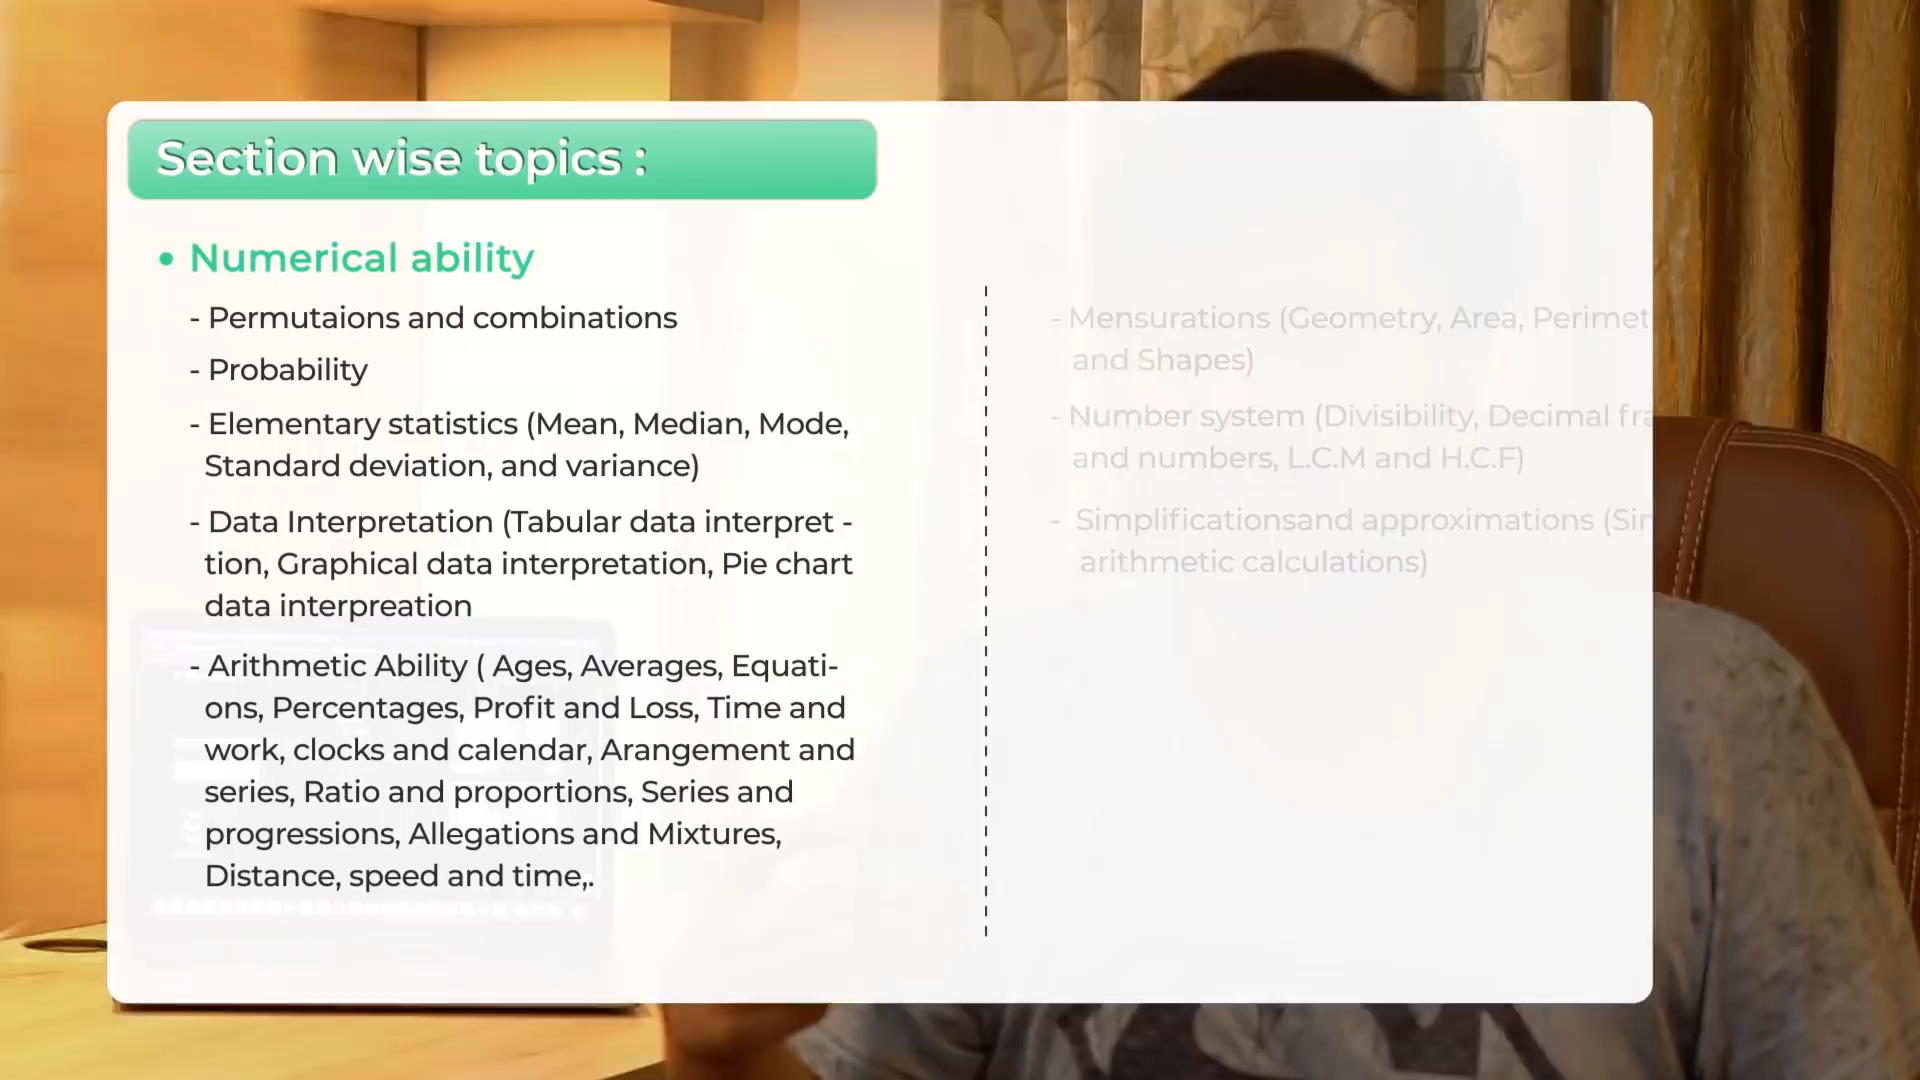 Section wise topics :
• Numerical ability
- Permutaions and combinations
- Probability
- Elementary statistics (Mean, Median, Mode,
Standard deviation, and variance)
- Data Interpretation (Tabular data interpret -
tion, Graphical data interpretation, Pie chart
data interpreation
- Arithmetic Ability ( Ages, Averages, Equati-
ons, Percentages, Profit and Loss, Time and
work, clocks and calendar, Arangement and
series, Ratio and proportions, Series and
progressions, Allegations and Mixtures,
Distance, speed and time,.
- Mensurations (Geometry, Area, Perimet
and Shapes)
- Number system (Divisibility, Decimal fra
and numbers, L.C.M and H.C.F)
- Simplificationsand approximations (Sim
arithmetic calculations)